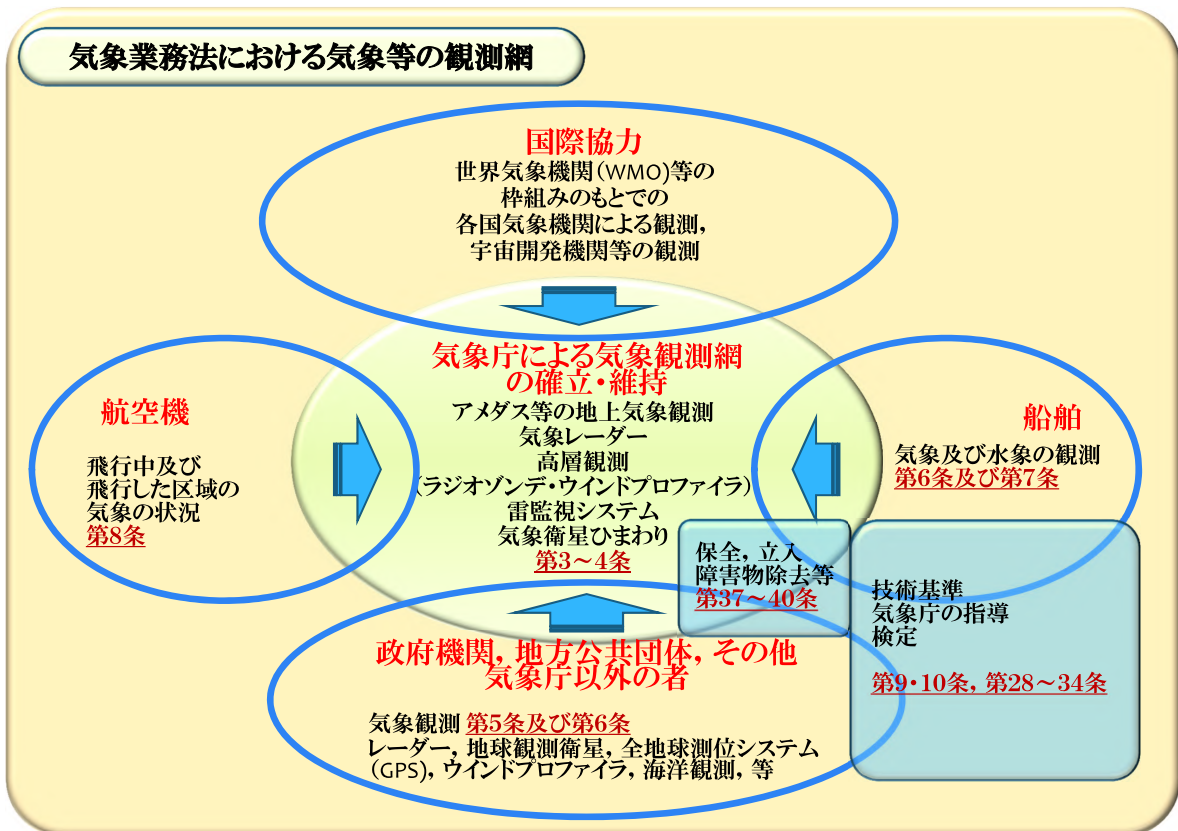 気象業務法における気象等の観測網
国際協力
世界気象機関(WMO)等の
枠組みのもとでの
各国気象機関による観測,
宇宙開発機関等の観測
気象庁による気象観測網
の確立・維持
アメダス等の地上気象観測
気象レーダー
高層観測
(ラジオゾンデ・ウインドプロファイラ)
雷監視システム
気象衛星ひまわり
第3～4条
航空機
飛行中及び
飛行した区域の
気象の状況
第8条
船舶
気象及び水象の観測
第6条及び第7条
保全, 立入
障害物除去等
第37～40条
技術基準
気象庁の指導
検定
第9・10条, 第28～34条
政府機関, 地方公共団体, その他
気象庁以外の者
気象観測 第5条及び第6条
レーダー, 地球観測衛星, 全地球測位システム
(GPS), ウインドプロファイラ, 海洋観測, 等